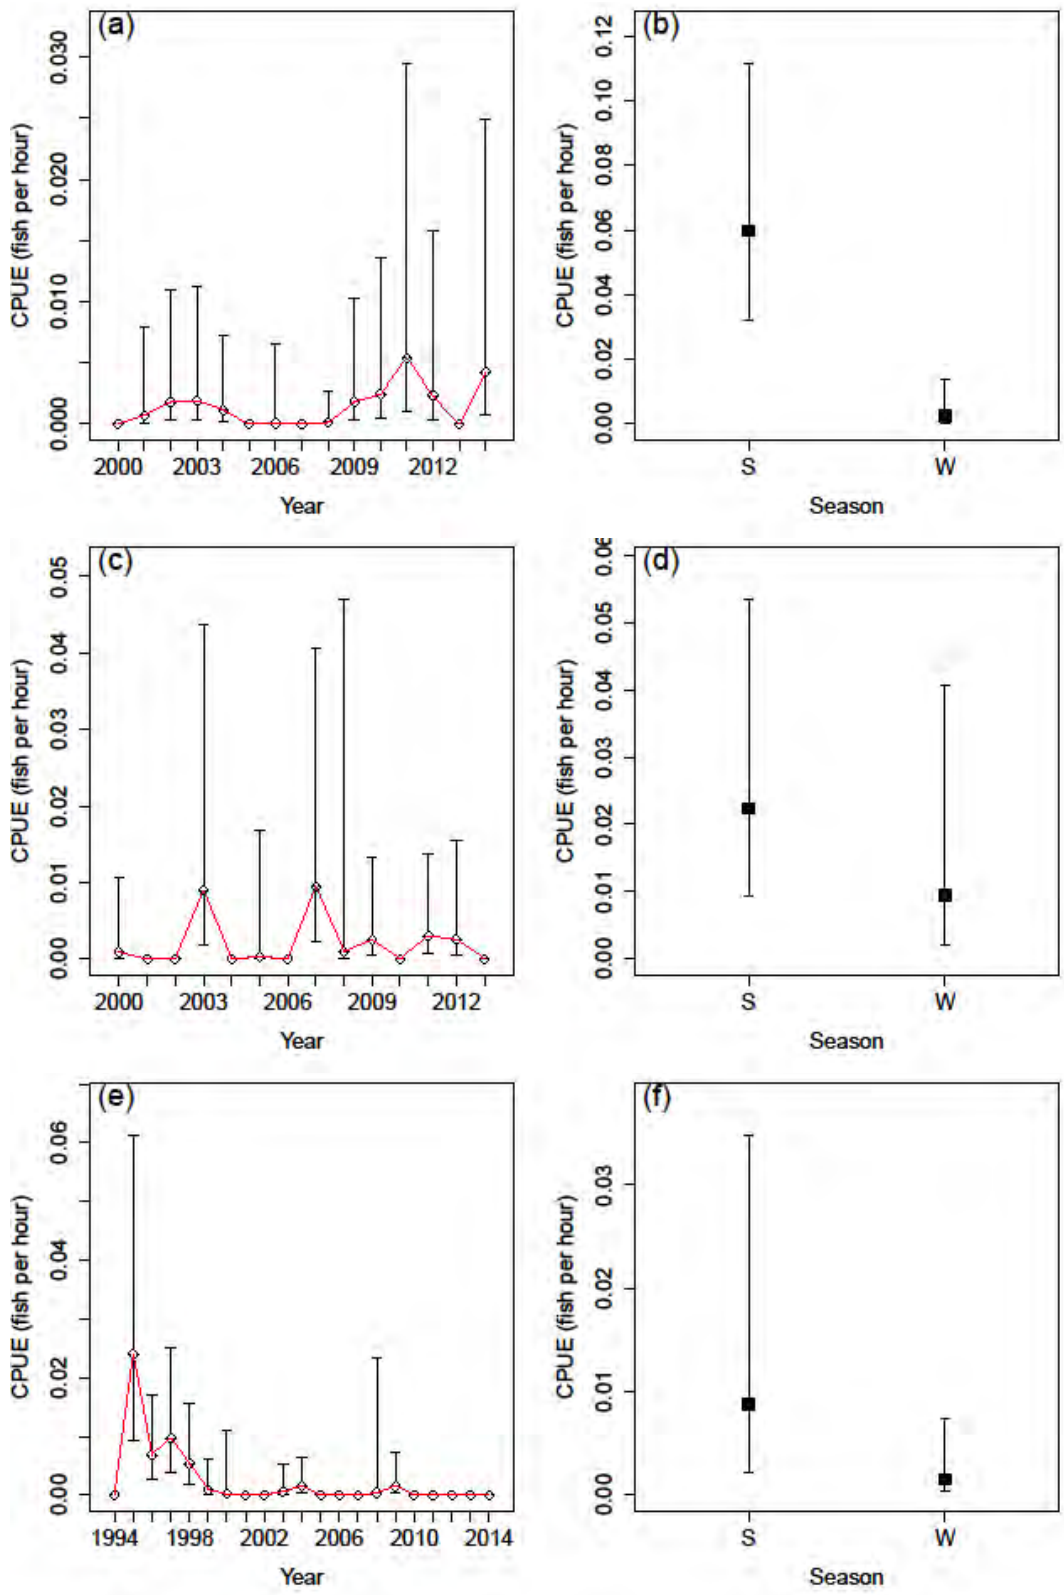 (a)
CPUE (fish per hour)
0.030
0.020
0.010
0.000
2000 2003 2006 2009 2012
Year
(b)
CPUE (fish per hour)
0.12
0.10
0.08
0.06
0.04
0.02
0.00
S W
Season
(c)
CPUE (fish per hour)
0.05
0.04
0.03
0.02
0.01
0.00
2000 2003 2006 2009 2012
Year
(d)
CPUE (fish per hour)
0.06
0.05
0.04
0.03
0.02
0.01
0.00
S W
Season
(e)
CPUE (fish per hour)
0.06
0.04
0.02
0.00
1994 1998 2002 2006 2010 2014
Year
(f)
CPUE (fish per hour)
0.03
0.02
0.01
0.00
S W
Season